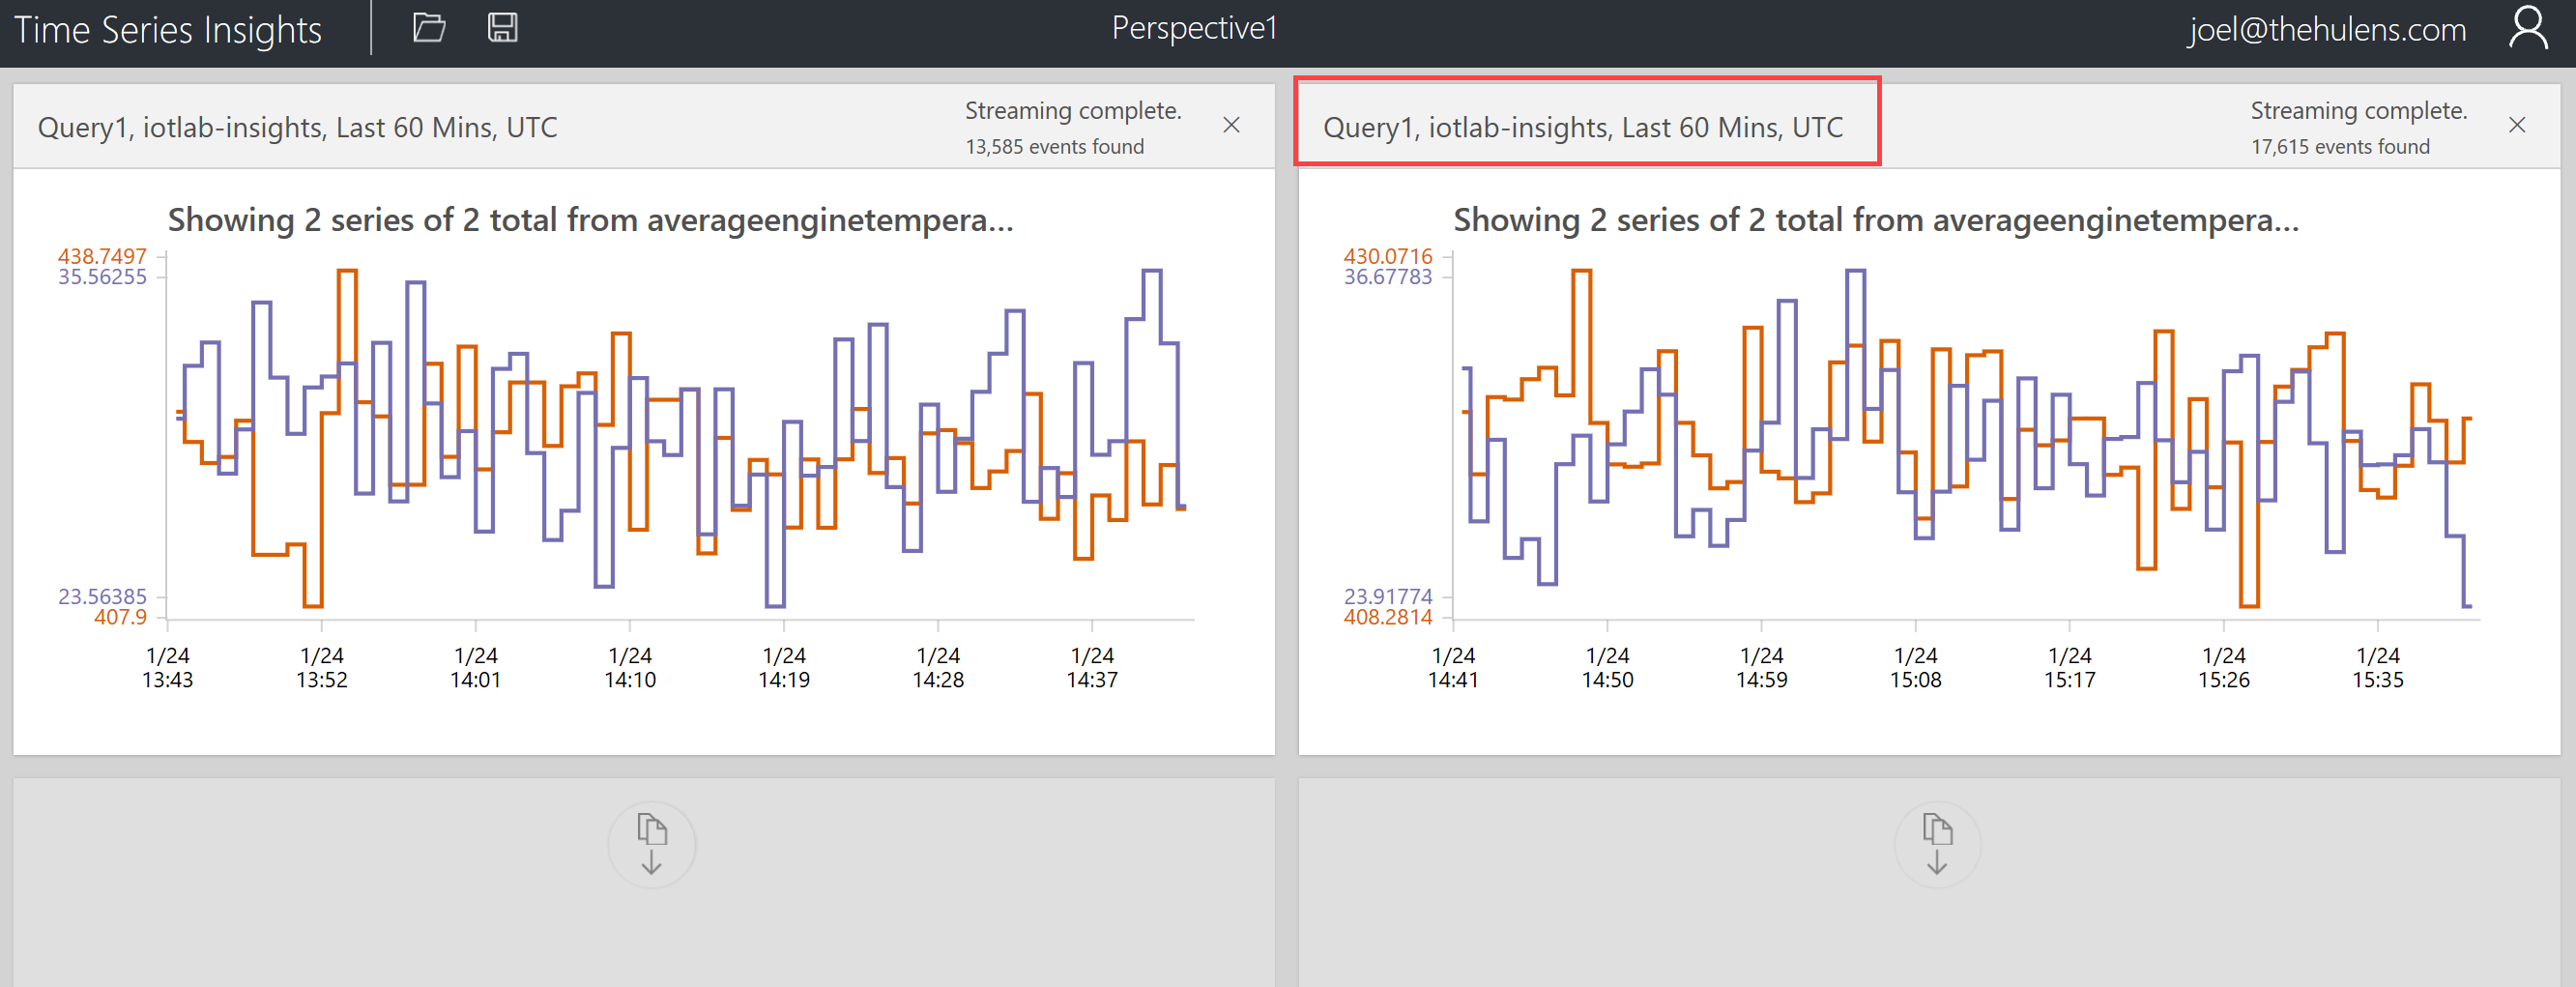 Time Series Insights
Perspective1
joel@thehulens.com
Query1, iotlab-insights, Last 60 Mins, UTC
Streaming complete.
13,585 events found
Showing 2 series of 2 total from averageenginetempera...
438.7497
35.56255
23.56385
407.9
1/24 1/24 1/24 1/24 1/24 1/24 1/24
13:43 13:52 14:01 14:10 14:19 14:28 14:37
Query1, iotlab-insights, Last 60 Mins, UTC
Streaming complete.
17,615 events found
Showing 2 series of 2 total from averageenginetempera...
430.0716
36.67783
23.91774
408.2814
1/24 1/24 1/24 1/24 1/24 1/24 1/24
14:41 14:50 14:59 15:08 15:17 15:26 15:35